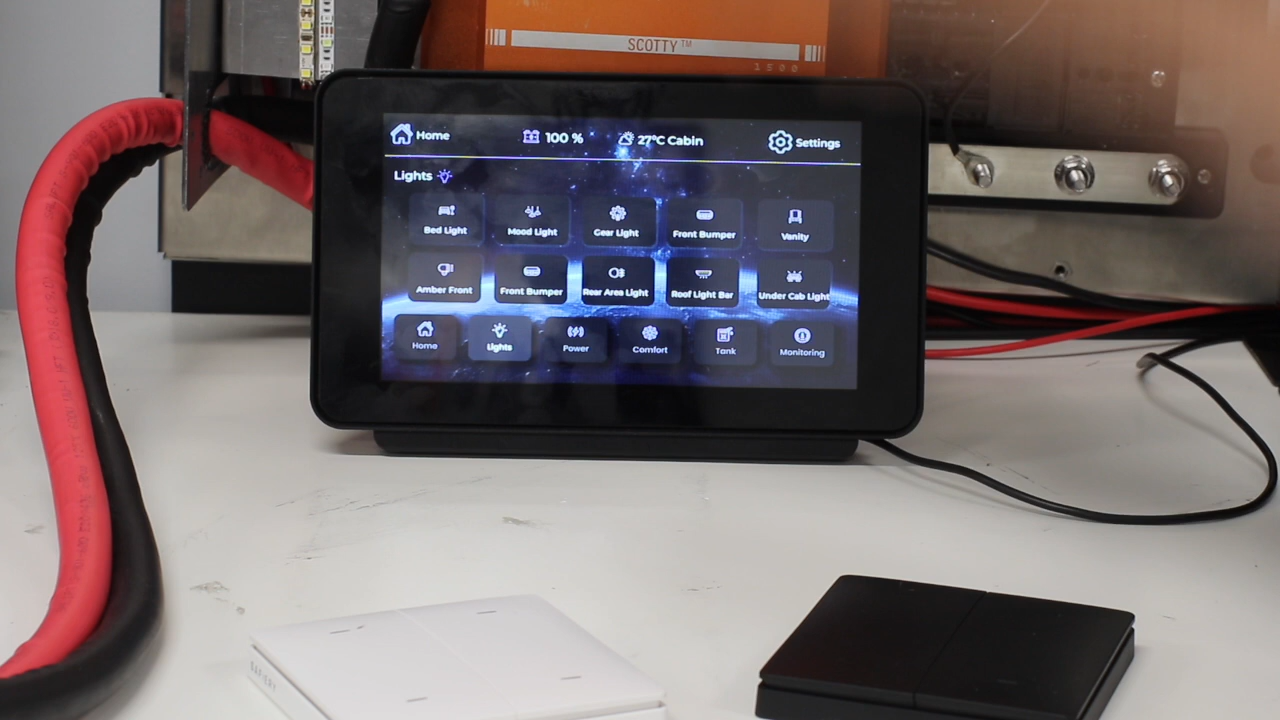 SCOTTY™
1500
Home 100 % 27°C Cabin Settings
Lights
Bed Light Mood Light Gear Light Front Bumper Vanity
Amber Front Front Bumper Rear Area Light Roof Light Bar Under Cab Light
Home Lights Power Comfort Tank Monitoring
SAFIERY